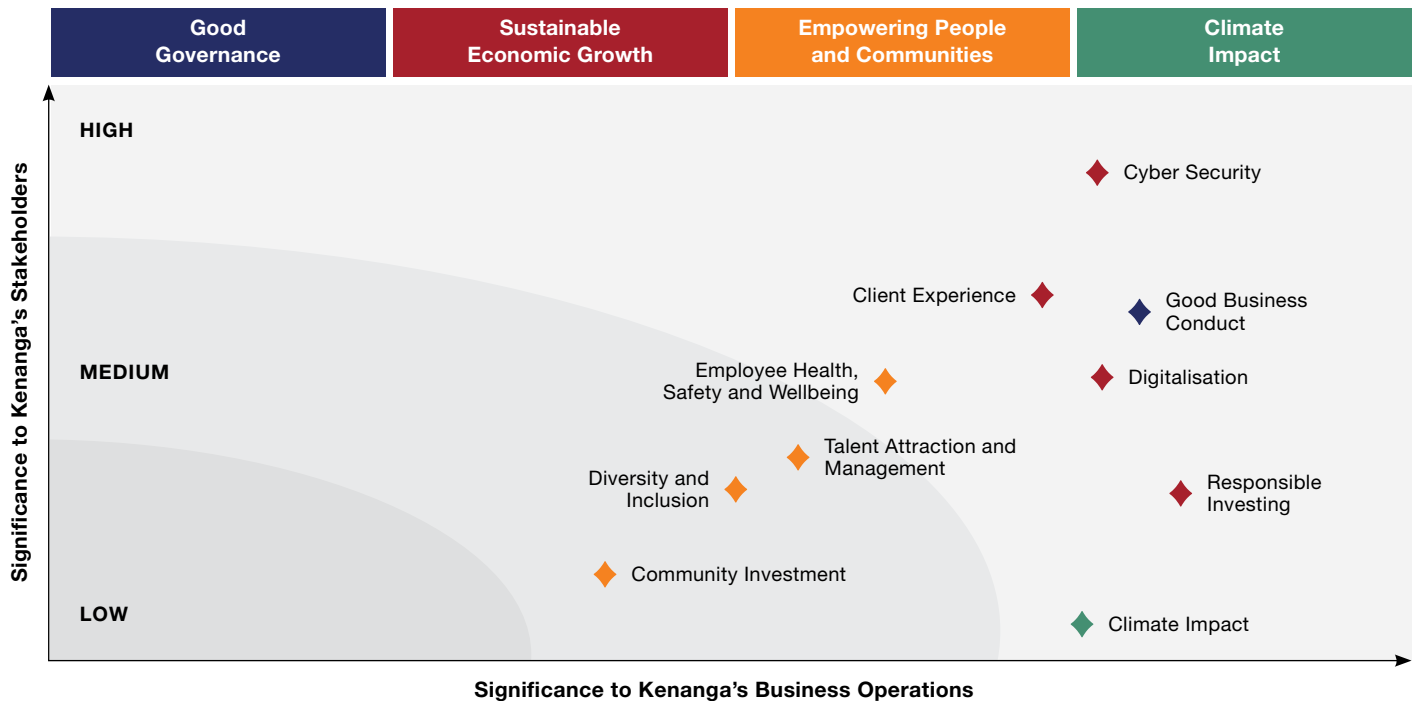 Good
Governance
Sustainable
Economic Growth
Empowering People
and Communities
Climate
Impact
Significance to Kenanga's Stakeholders
HIGH
Cyber Security
Client Experience
Good Business
Conduct
MEDIUM
Employee Health,
Safety and Wellbeing
Digitalisation
Talent Attraction and
Management
Diversity and
Inclusion
Responsible
Investing
Community Investment
LOW
Climate Impact
Significance to Kenanga's Business Operations